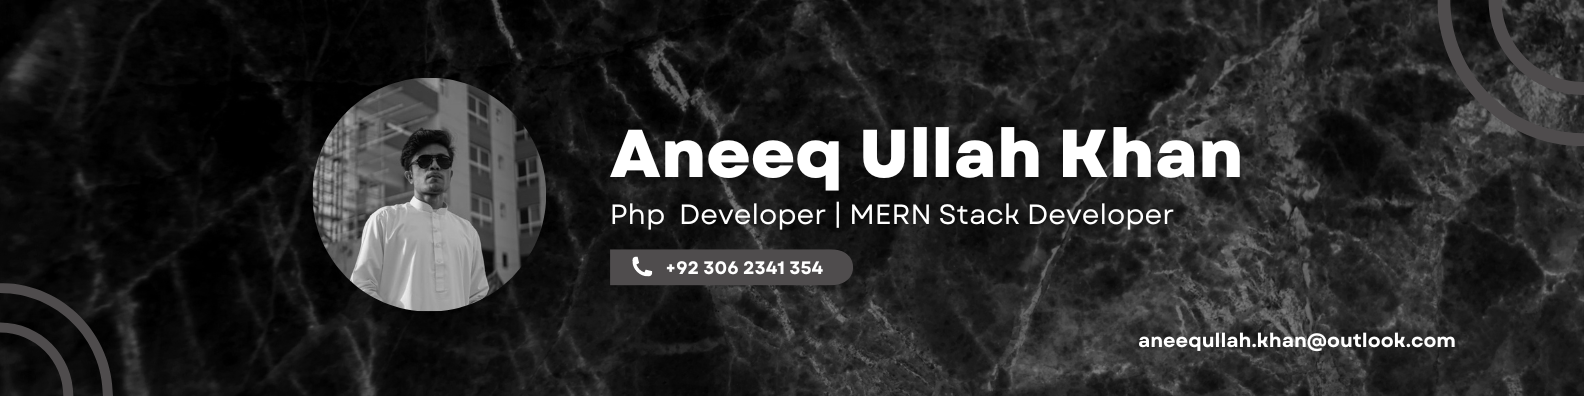 Aneeq Ullah Khan
Php Developer | MERN Stack Developer
+92 306 2341 354
aneequllah.khan@outlook.com